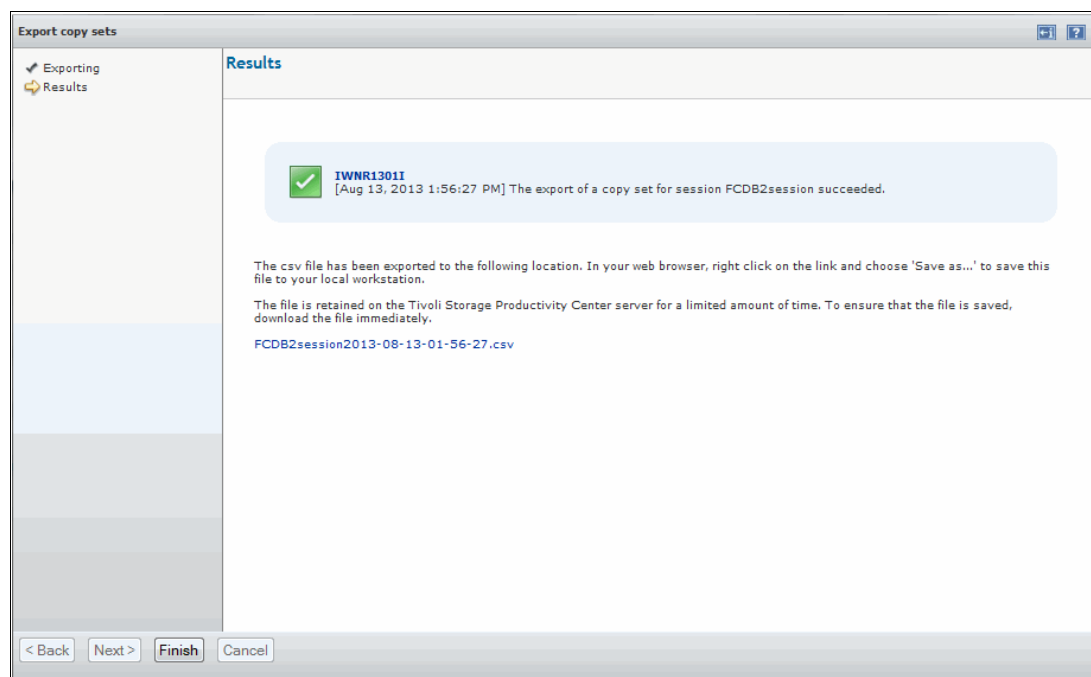 Export copy sets
?
Exporting
Results
Results
IWNR1301I
[Aug 13, 2013 1:56:27 PM] The export of a copy set for session FCDB2session succeeded.
The csv file has been exported to the following location. In your web browser, right click on the link and choose 'Save as...' to save this
file to your local workstation.
The file is retained on the Tivoli Storage Productivity Center server for a limited amount of time. To ensure that the file is saved,
download the file immediately.
FCDB2session2013-08-13-01-56-27.csv
< Back Next > Finish Cancel